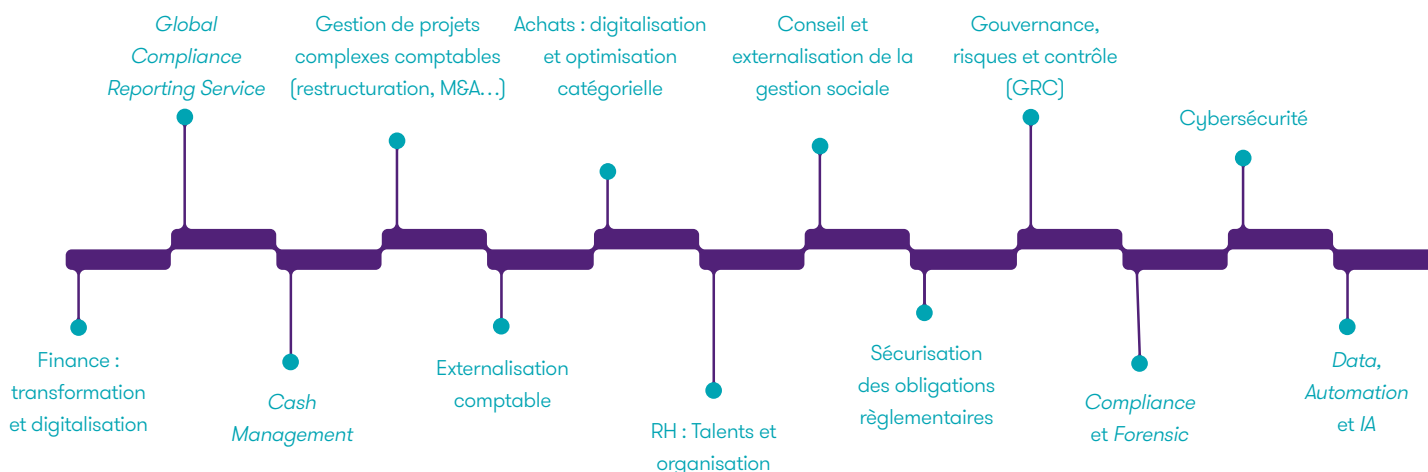 Global
Compliance
Reporting Service
Gestion de projets
complexes comptables
(restructuration, M&A...)
Achats : digitalisation
et optimisation
catégorielle
Conseil et
externalisation de la
gestion sociale
Gouvernance,
risques et contrôle
(GRC)
Cybersécurité
Finance :
transformation
et digitalisation
Cash
Management
Externalisation
comptable
RH : Talents et
organisation
Sécurisation
des obligations
règlementaires
Compliance
et Forensic
Data,
Automation
et IA